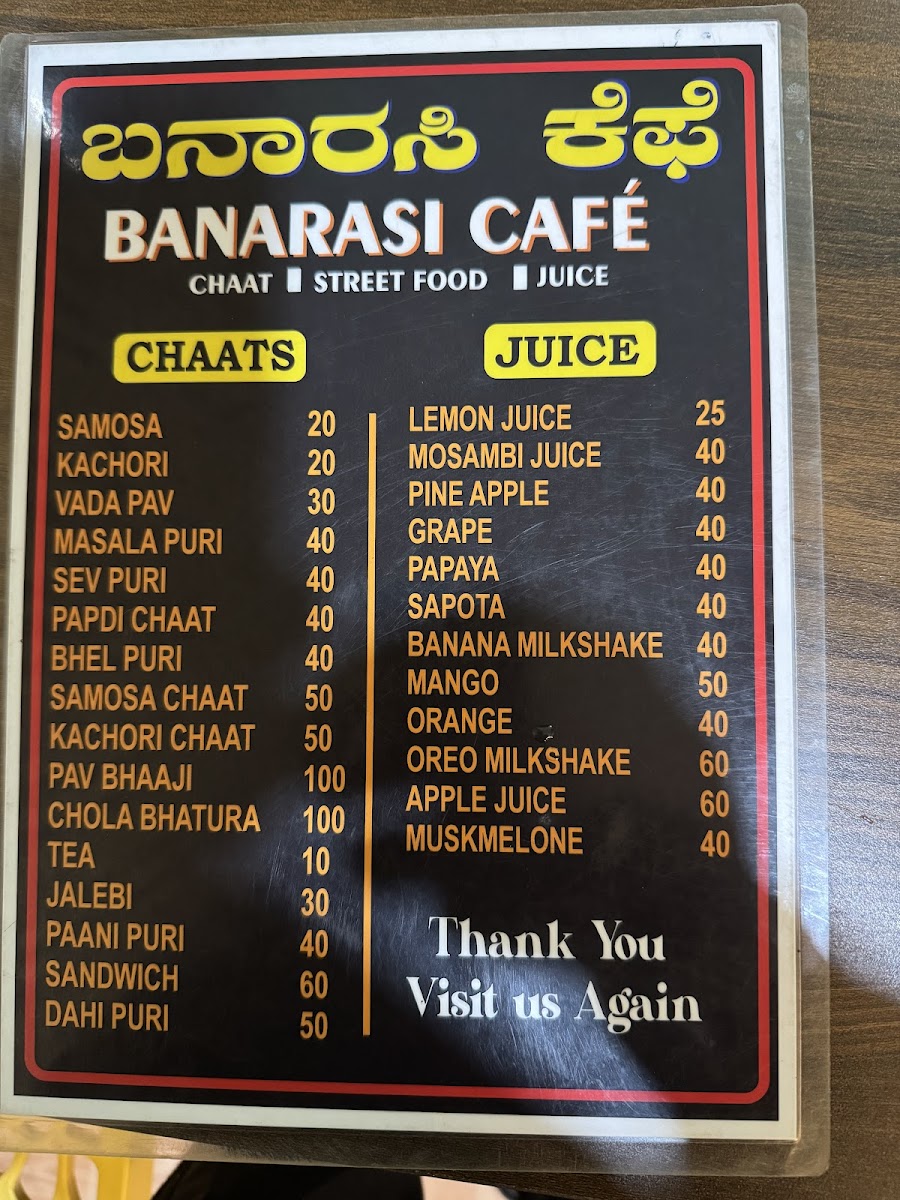 ಬನಾರಸಿ ಕೆಫೆ
BANARASI CAFÉ
CHAAT STREET FOOD JUICE
CHAATS
SAMOSA 20
KACHORI 20
VADA PAV 30
MASALA PURI 40
SEV PURI 40
PAPDI CHAAT 40
BHEL PURI 40
SAMOSA CHAAT 50
KACHORI CHAAT 50
PAV BHAAJI 100
CHOLA BHATURA 100
TEA 10
JALEBI 30
PAANI PURI 40
SANDWICH 60
DAHI PURI 50
JUICE
LEMON JUICE 25
MOSAMBI JUICE 40
PINE APPLE 40
GRAPE 40
PAPAYA 40
SAPOTA 40
BANANA MILKSHAKE 40
MANGO 50
ORANGE 40
OREO MILKSHAKE 60
APPLE JUICE 60
MUSKMELONE 40
Thank You
Visit us Again